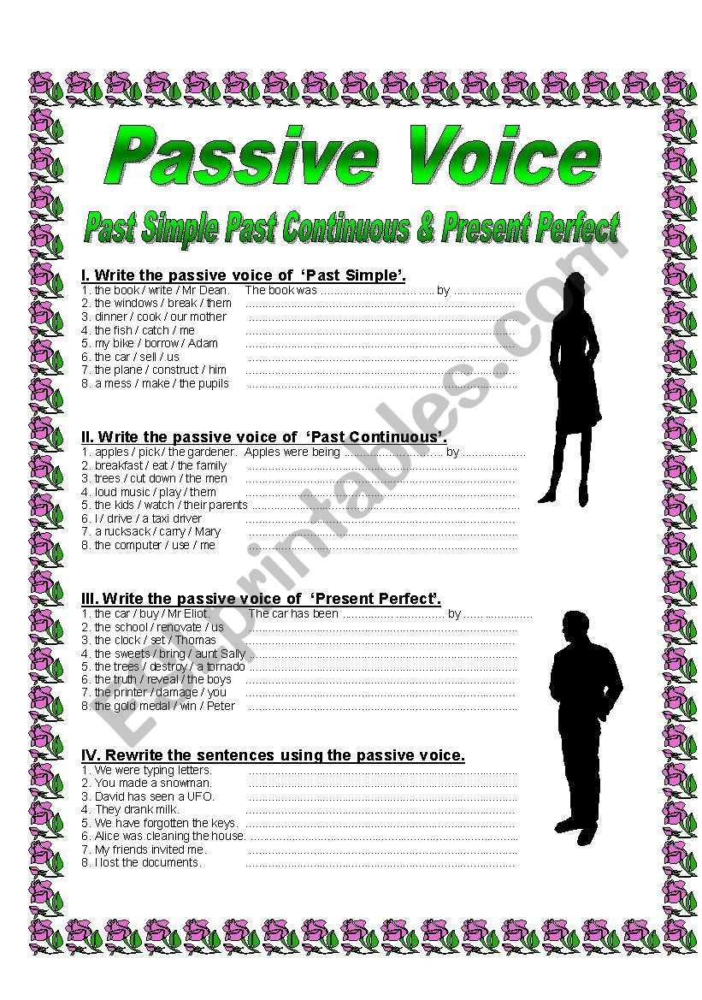 Passive Voice
Past Simple Past Continuous & Present Perfect
I. Write the passive voice of 'Past Simple'.
1. the book / write / Mr Dean. The book was ................................... by .....................
2. the windows / break / them ...................................................................................
3. dinner / cook / our mother ...................................................................................
4. the fish / catch / me ...................................................................................
5. my bike / borrow / Adam ...................................................................................
6. the car / sell / us ...................................................................................
7. the plane / construct / him ...................................................................................
8. a mess / make / the pupils ...................................................................................
II. Write the passive voice of 'Past Continuous'.
1. apples / pick / the gardener. Apples were being ............................... by ....................
2. breakfast / eat / the family ...................................................................................
3. trees / cut down / the men ...................................................................................
4. loud music / play / them ...................................................................................
5. the kids / watch / their parents ...................................................................................
6. I / drive / a taxi driver ...................................................................................
7. a rucksack / carry / Mary ...................................................................................
8. the computer / use / me ...................................................................................
III. Write the passive voice of 'Present Perfect'.
1. the car / buy / Mr Eliot. The car has been ................................ by .....................
2. the school / renovate / us ...................................................................................
3. the clock / set / Thomas ...................................................................................
4. the sweets / bring / aunt Sally ...................................................................................
5. the trees / destroy / a tornado ...................................................................................
6. the truth / reveal / the boys ...................................................................................
7. the printer / damage / you ...................................................................................
8. the gold medal / win / Peter ...................................................................................
IV. Rewrite the sentences using the passive voice.
1. We were typing letters. ...................................................................................
2. You made a snowman. ...................................................................................
3. David has seen a UFO. ...................................................................................
4. They drank milk. ...................................................................................
5. We have forgotten the keys. ...................................................................................
6. Alice was cleaning the house. ...................................................................................
7. My friends invited me. ...................................................................................
8. I lost the documents. ...................................................................................
ESLprintables.com